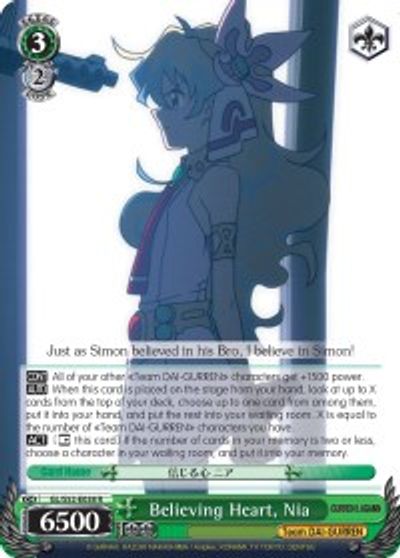 3
2
Just as Simon believed in his Bro, I believe in Simon!
CONT All of your other «Team DAI-GURREN» characters get +1500 power.
AUTO When this card is placed on the stage from your hand, look at up to X
cards from the top of your deck, choose up to one card from among them,
put it into your hand, and put the rest into your waiting room. X is equal to
the number of «Team DAI-GURREN» characters you have.
ACT If the number of cards in your memory is two or less,
choose a character in your waiting room, and put it into your memory.
Card Name
信じる心 ニア
6500
Believing Heart, Nia
Team DAI-GURREN